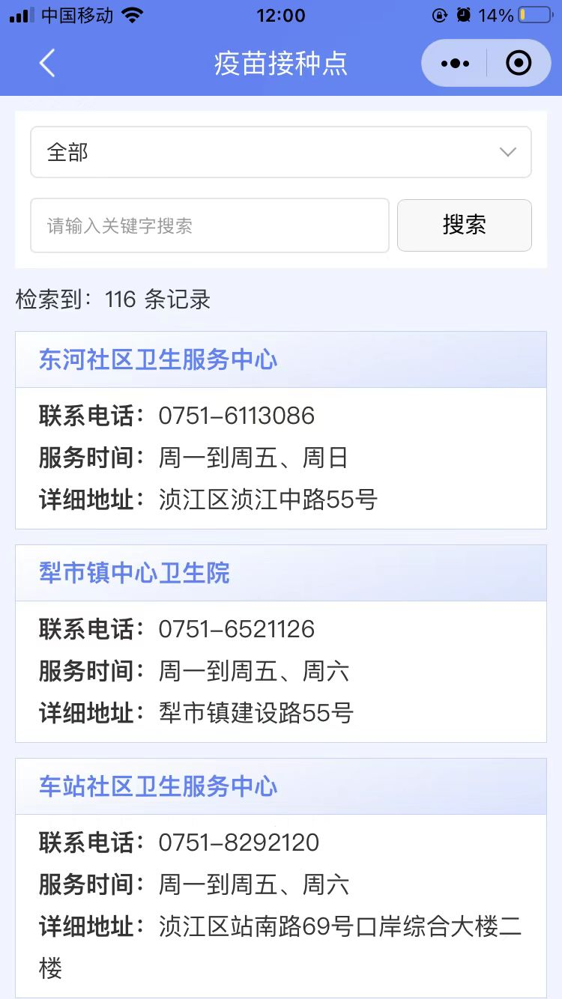 中国移动
12:00
14%
疫苗接种点
全部
请输入关键字搜索
搜索
检索到：116 条记录
东河社区卫生服务中心
联系电话：0751-6113086
服务时间：周一到周五、周日
详细地址：浈江区浈江中路55号
犁市镇中心卫生院
联系电话：0751-6521126
服务时间：周一到周五、周六
详细地址：犁市镇建设路55号
车站社区卫生服务中心
联系电话：0751-8292120
服务时间：周一到周五、周六
详细地址：浈江区站南路69号口岸综合大楼二
楼